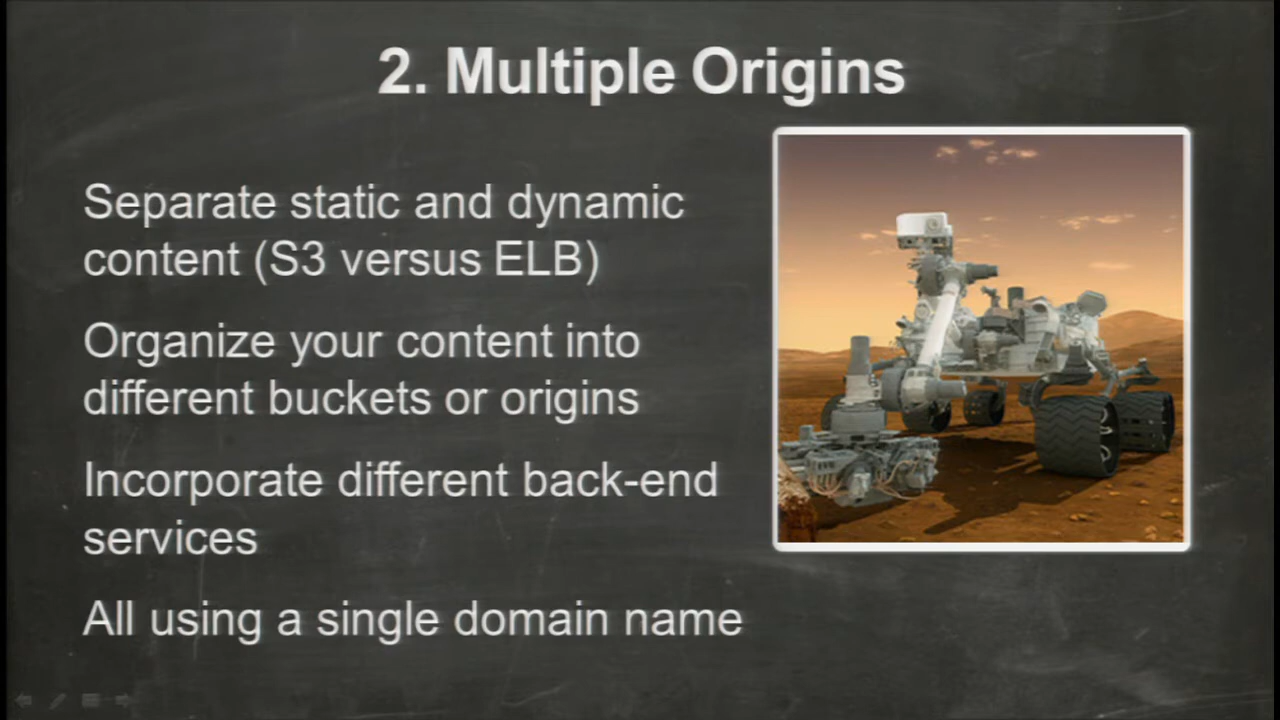 2. Multiple Origins
Separate static and dynamic
content (S3 versus ELB)
Organize your content into
different buckets or origins
Incorporate different back-end
services
All using a single domain name